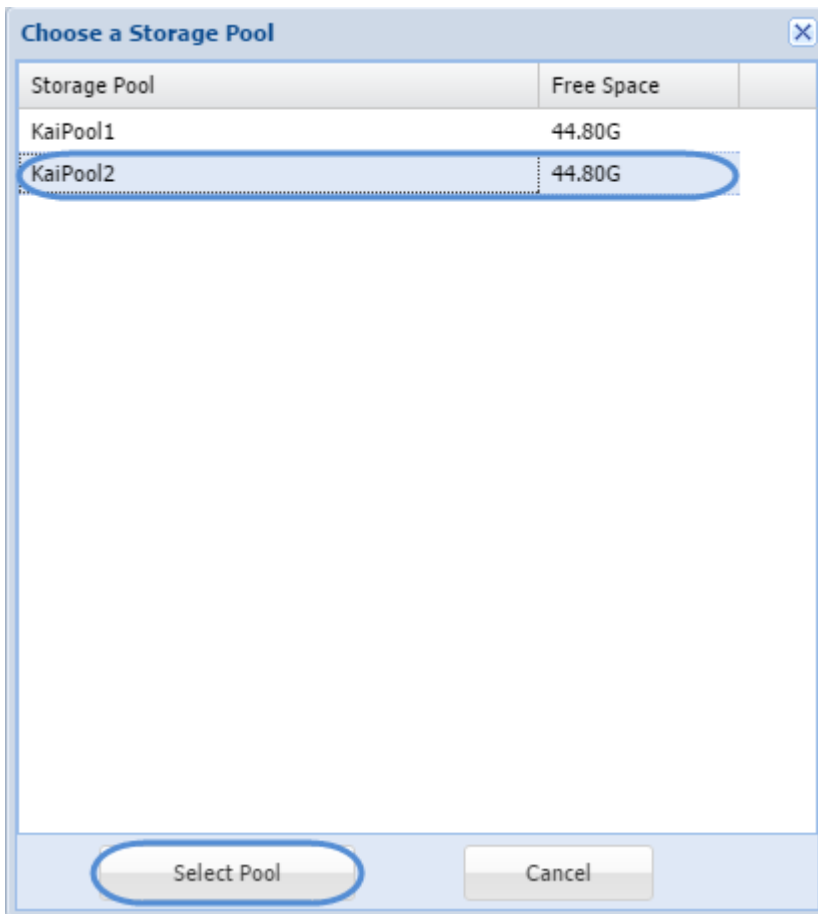 Choose a Storage Pool
Storage Pool Free Space
KaiPool1 44.80G
KaiPool2 44.80G
Select Pool Cancel